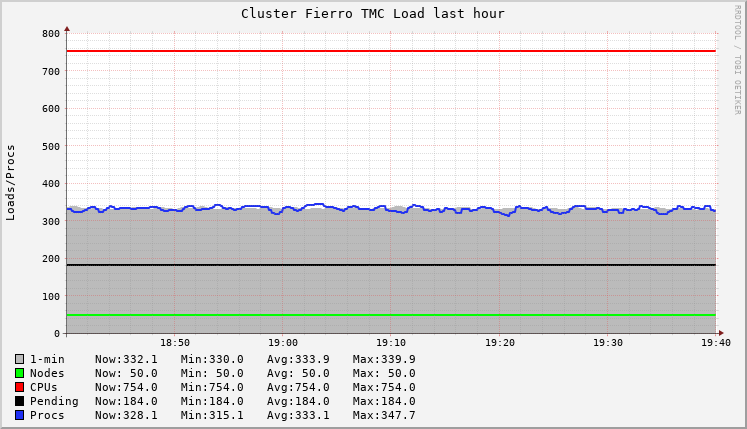 Cluster Fierro TMC Load last hour
RRDTOOL / TOBI OETIKER
Loads/Procs
800
700
600
500
400
300
200
100
0
18:50 19:00 19:10 19:20 19:30 19:40
1-min Now:332.1 Min:330.0 Avg:333.9 Max:339.9
Nodes Now: 50.0 Min: 50.0 Avg: 50.0 Max: 50.0
CPUs Now:754.0 Min:754.0 Avg:754.0 Max:754.0
Pending Now:184.0 Min:184.0 Avg:184.0 Max:184.0
Procs Now:328.1 Min:315.1 Avg:333.1 Max:347.7